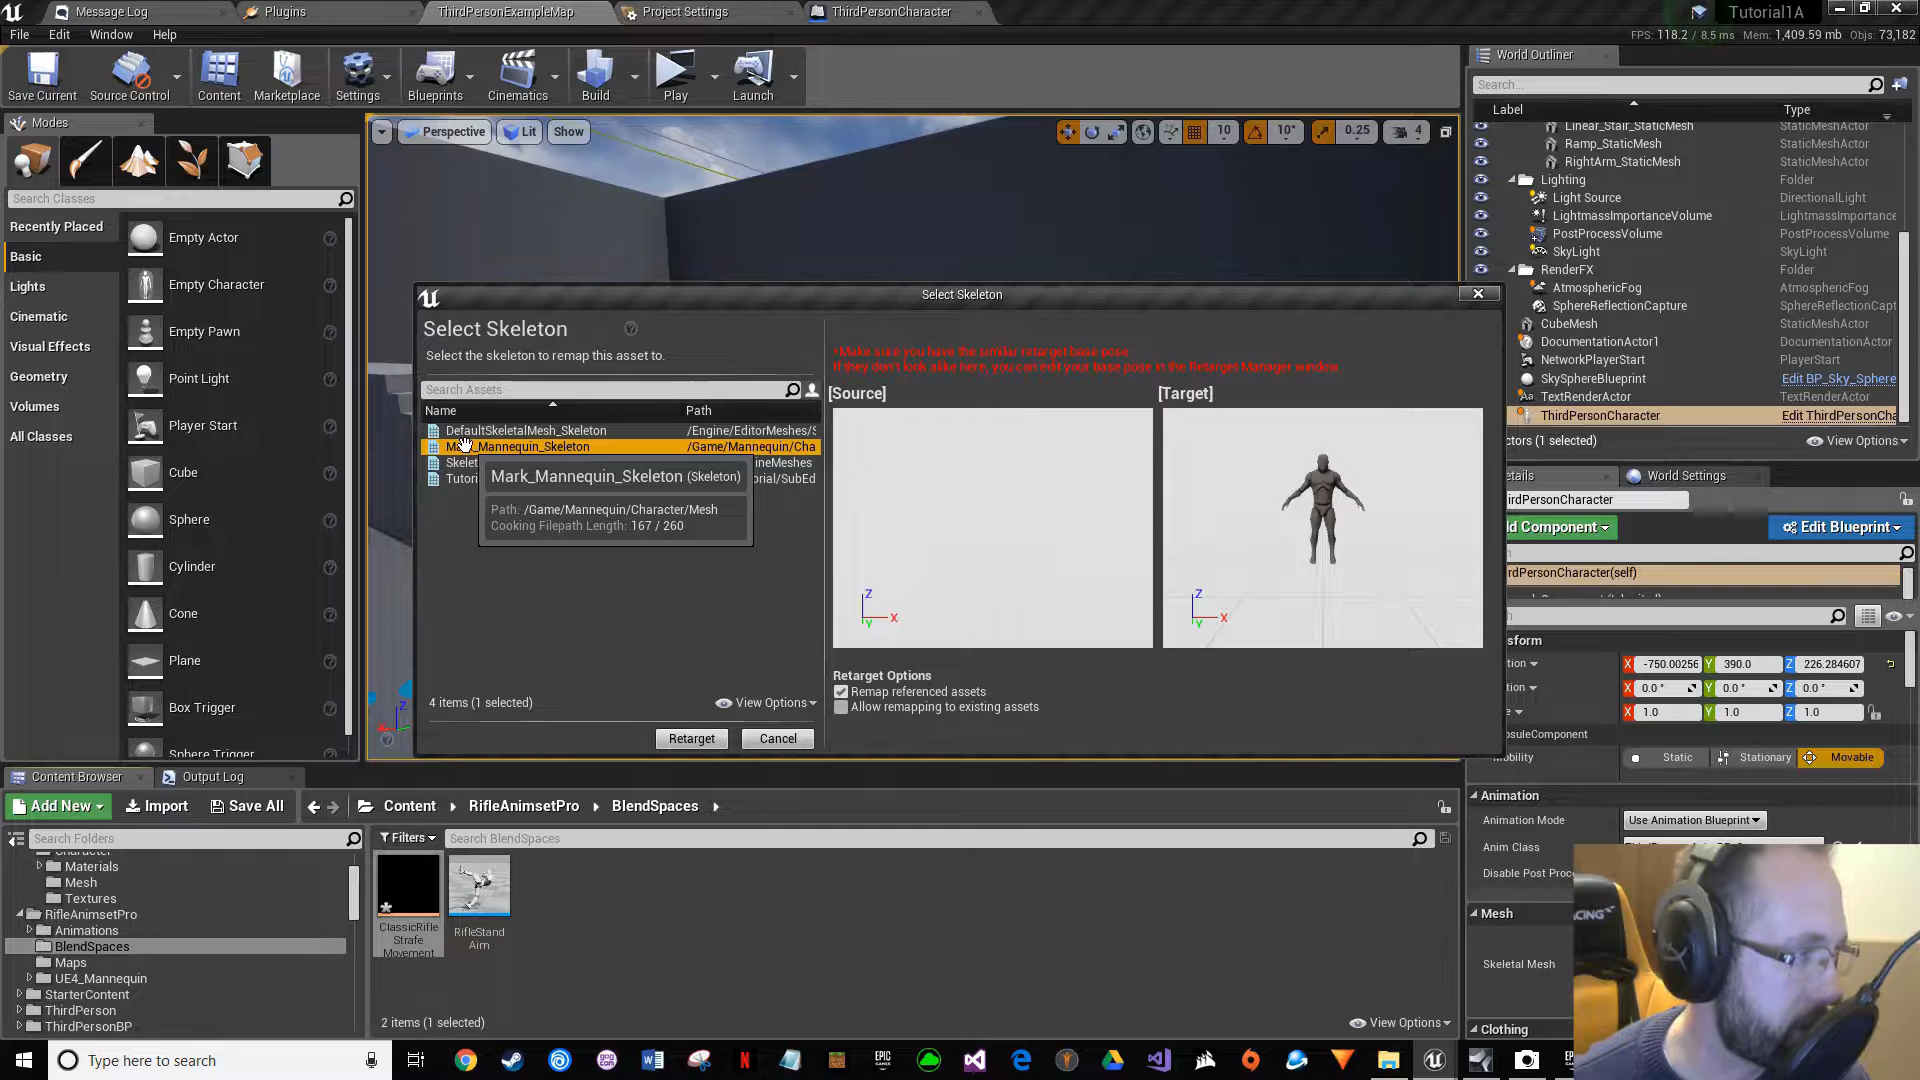 Message Log
Plugins
ThirdPersonExampleMap
Project Settings
ThirdPersonCharacter
Tutorial1A
File Edit Window Help
FPS: 118.2 / 8.5 ms Mem: 1,409.59 mb Objs: 73,182
Save Current
Source Control
Content
Marketplace
Settings
Blueprints
Cinematics
Build
Play
Launch
World Outliner
Search...
Label Type
Linear_Stair_StaticMesh StaticMeshActor
Ramp_StaticMesh StaticMeshActor
RightArm_StaticMesh StaticMeshActor
Lighting Folder
Light Source DirectionalLight
LightmassImportanceVolume LightmassImportance
PostProcessVolume PostProcessVolume
SkyLight SkyLight
RenderFX Folder
AtmosphericFog AtmosphericFog
SphereReflectionCapture SphereReflectionCapt
CubeMesh StaticMeshActor
DocumentationActor1 DocumentationActor
NetworkPlayerStart PlayerStart
SkySphereBlueprint Edit BP_Sky_Sphere
TextRenderActor TextRenderActor
ThirdPersonCharacter Edit ThirdPersonCha
ctors (1 selected) View Options
Modes
Search Classes
Recently Placed
Basic
Lights
Cinematic
Visual Effects
Geometry
Volumes
All Classes
Empty Actor
Empty Character
Empty Pawn
Point Light
Player Start
Cube
Sphere
Cylinder
Cone
Plane
Box Trigger
Sphere Trigger
Perspective Lit Show
10 10° 0.25 4
Select Skeleton
Select Skeleton
Select the skeleton to remap this asset to.
Search Assets
Name Path
DefaultSkeletalMesh_Skeleton /Engine/EditorMeshes/S
Mark_Mannequin_Skeleton /Game/Mannequin/Cha
Skelet ineMeshes
Tutori orial/SubEd
Mark_Mannequin_Skeleton (Skeleton)
Path: /Game/Mannequin/Character/Mesh
Cooking Filepath Length: 167 / 260
4 items (1 selected) View Options
Retarget
Cancel
*Make sure you have the similar retarget base pose.
If they don't look alike here, you can edit your base pose in the Retarget Manager window.
[Source] [Target]
Z X Y
Z X Y
Retarget Options
Remap referenced assets
Allow remapping to existing assets
etails World Settings
irdPersonCharacter
d Component Edit Blueprint
rdPersonCharacter(self)
nsform
tion X -750.00256 Y 390.0 Z 226.284607
tion X 0.0° Y 0.0° Z 0.0°
e X 1.0 Y 1.0 Z 1.0
psuleComponent
obility Static Stationary Movable
Animation
Animation Mode Use Animation Blueprint
Anim Class
Disable Post Proc
Mesh
Skeletal Mesh
Clothing
Content Browser Output Log
Add New Import Save All Content RifleAnimsetPro BlendSpaces
Search Folders
Filters Search BlendSpaces
Character
Materials
Mesh
Textures
RifleAnimsetPro
Animations
BlendSpaces
Maps
UE4_Mannequin
StarterContent
ThirdPerson
ThirdPersonBP
ClassicRifle
Strafe
Movement
RifleStand
Aim
2 items (1 selected) View Options
Type here to search